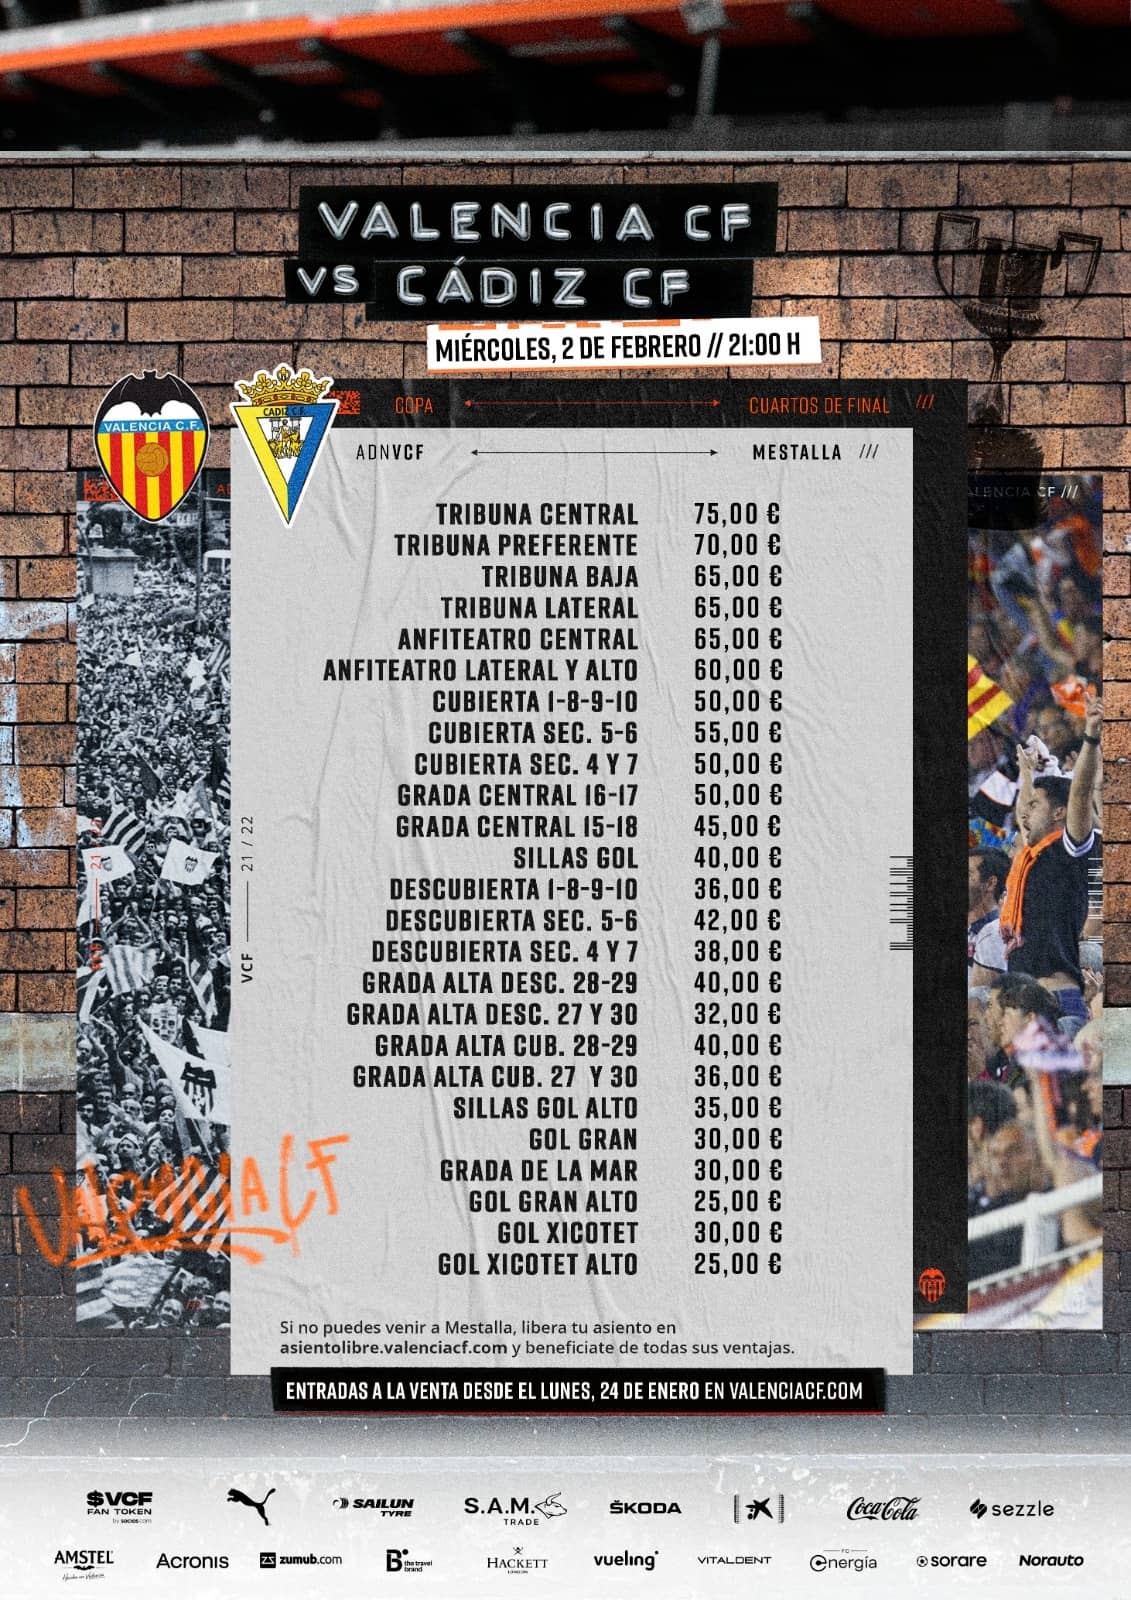 VALENCIA CF
VS CÁDIZ CF
MIÉRCOLES, 2 DE FEBRERO // 21:00 H
VALENCIA C.F.
CADIZ C.F.
COPA CUARTOS DE FINAL ///
ADNVCF MESTALLA ///
VALENCIA CF ///
TRIBUNA CENTRAL 75,00 €
TRIBUNA PREFERENTE 70,00 €
TRIBUNA BAJA 65,00 €
TRIBUNA LATERAL 65,00 €
ANFITEATRO CENTRAL 65,00 €
ANFITEATRO LATERAL Y ALTO 60,00 €
CUBIERTA 1-8-9-10 50,00 €
CUBIERTA SEC. 5-6 55,00 €
CUBIERTA SEC. 4 Y 7 50,00 €
GRADA CENTRAL 16-17 50,00 €
GRADA CENTRAL 15-18 45,00 €
SILLAS GOL 40,00 €
DESCUBIERTA 1-8-9-10 36,00 €
DESCUBIERTA SEC. 5-6 42,00 €
DESCUBIERTA SEC. 4 Y 7 38,00 €
GRADA ALTA DESC. 28-29 40,00 €
GRADA ALTA DESC. 27 Y 30 32,00 €
GRADA ALTA CUB. 28-29 40,00 €
GRADA ALTA CUB. 27 Y 30 36,00 €
SILLAS GOL ALTO 35,00 €
GOL GRAN 30,00 €
GRADA DE LA MAR 30,00 €
GOL GRAN ALTO 25,00 €
GOL XICOTET 30,00 €
GOL XICOTET ALTO 25,00 €
VCF 21 / 22
VCF 21 / 22
VALENCIA CF
Si no puedes venir a Mestalla, libera tu asiento en
asientolibre.valenciacf.com y beneficiate de todas sus ventajas.
ENTRADAS A LA VENTA DESDE EL LUNES, 24 DE ENERO EN VALENCIACF.COM
$VCF
FAN TOKEN
by socios.com
SAILUN
TYRE
S.A.M.
TRADE
ŠKODA
Coca-Cola
sezzle
AMSTEL
Acronis
zumub.com
B the travel
brand
HACKETT
LONDON
vueling
VITALDENT
FC
energía
sorare
Norauto